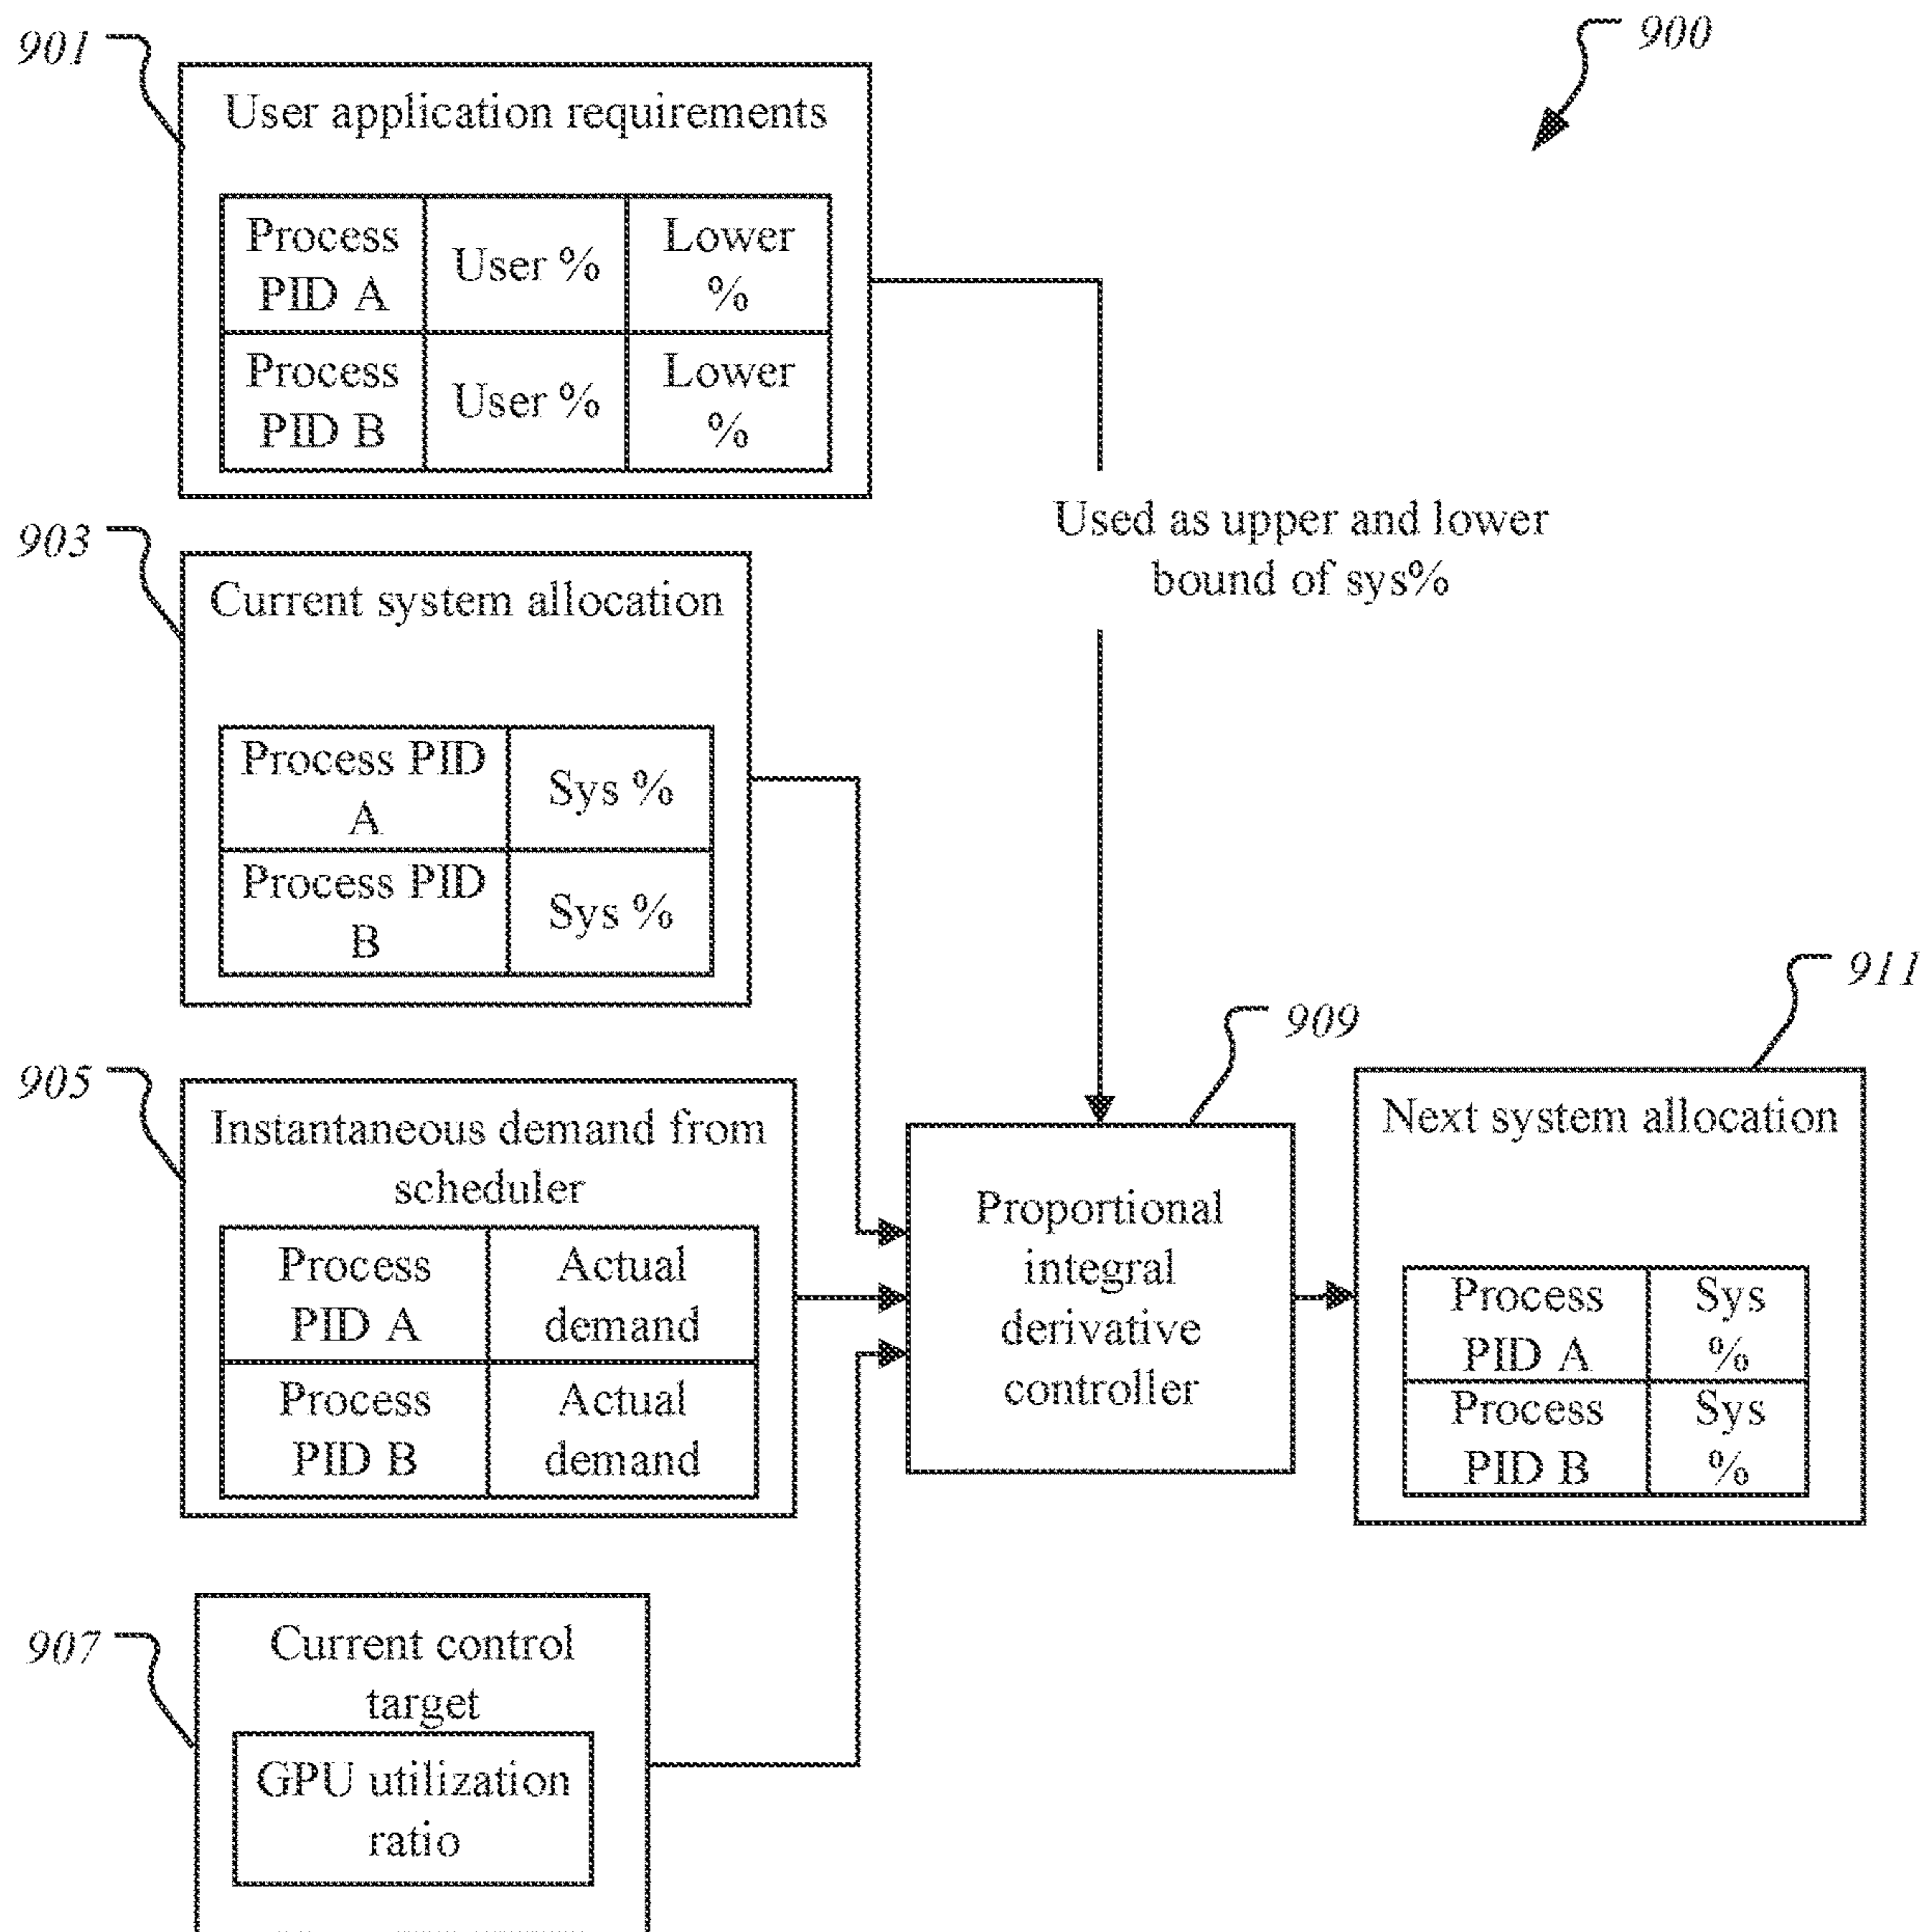 900
901
User application requirements
Process
PID A
User %
Lower
%
Process
PID B
User %
Lower
%
Used as upper and lower
bound of sys%
903
Current system allocation
Process PID
A
Sys %
Process PID
B
Sys %
905
Instantaneous demand from
scheduler
Process
PID A
Actual
demand
Process
PID B
Actual
demand
907
Current control
target
GPU utilization
ratio
909
Proportional
integral
derivative
controller
911
Next system allocation
Process
PID A
Sys
%
Process
PID B
Sys
%